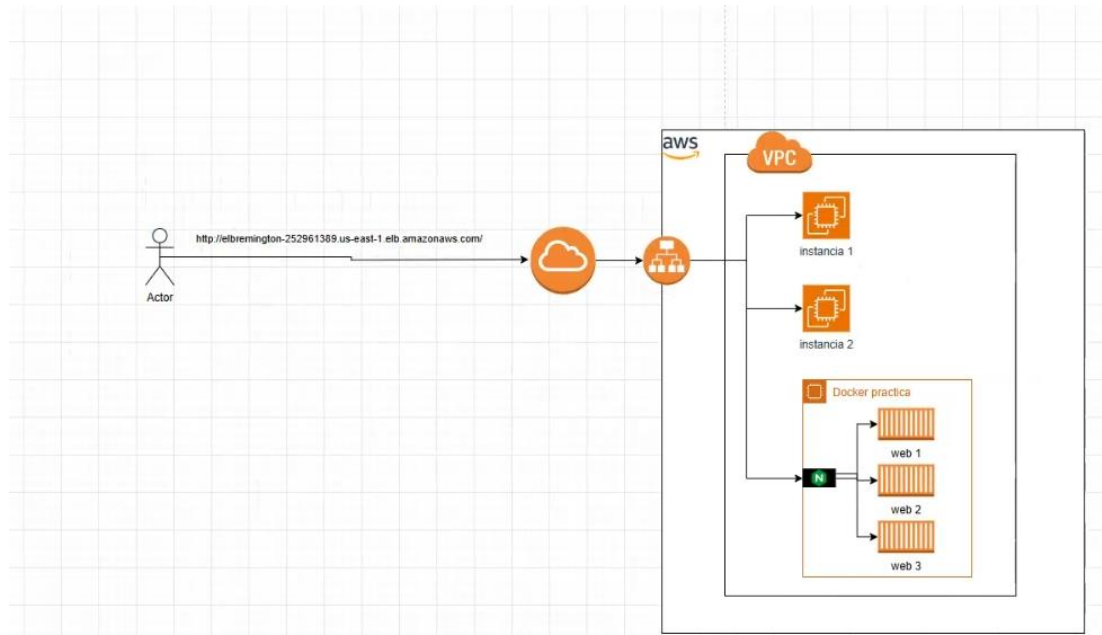 aws
VPC
http://elbremington-252961389.us-east-1.elb.amazonaws.com/
Actor
instancia 1
instancia 2
Docker practica
N
web 1
web 2
web 3